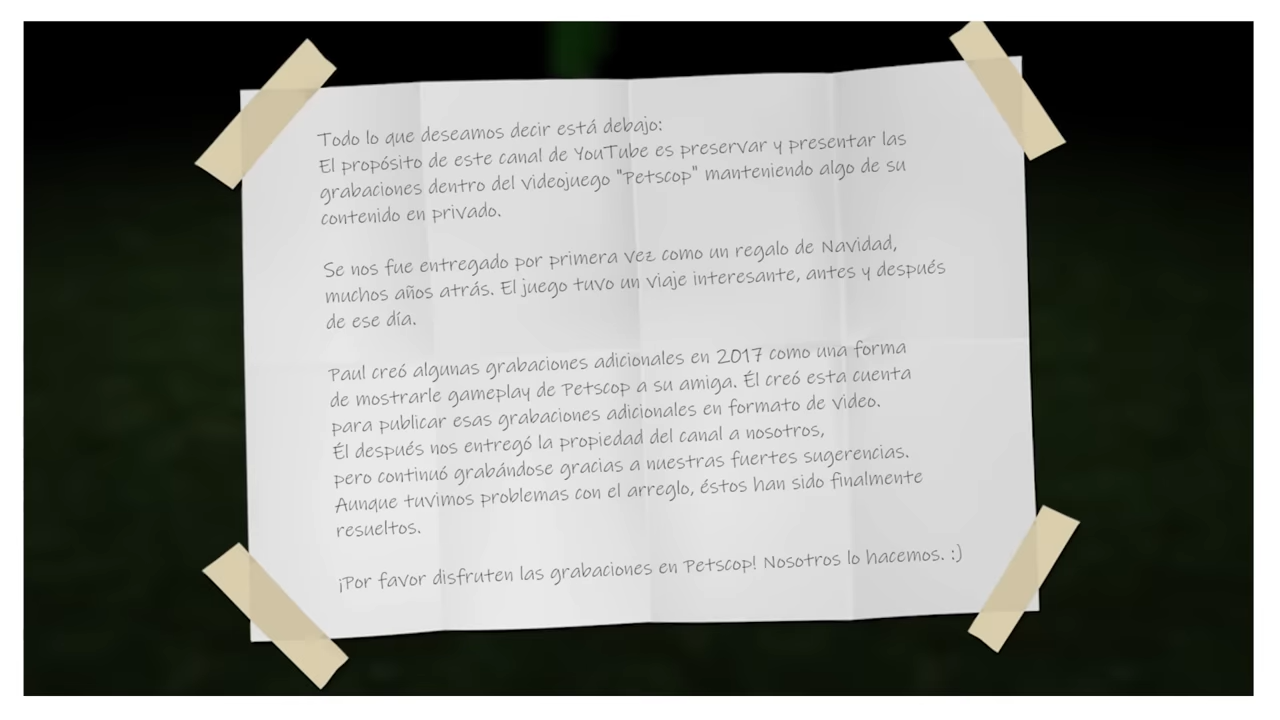 Todo lo que deseamos decir está debajo:
El propósito de este canal de YouTube es preservar y presentar las
grabaciones dentro del videojuego "Petscop" manteniendo algo de su
contenido en privado.
Se nos fue entregado por primera vez como un regalo de Navidad,
muchos años atrás. El juego tuvo un viaje interesante, antes y después
de ese día.
Paul creó algunas grabaciones adicionales en 2017 como una forma
de mostrarle gameplay de Petscop a su amiga. Él creó esta cuenta
para publicar esas grabaciones adicionales en formato de video.
Él después nos entregó la propiedad del canal a nosotros,
pero continuó grabándose gracias a nuestras fuertes sugerencias.
Aunque tuvimos problemas con el arreglo, éstos han sido finalmente
resueltos.
¡Por favor disfruten las grabaciones en Petscop! Nosotros lo hacemos. :)